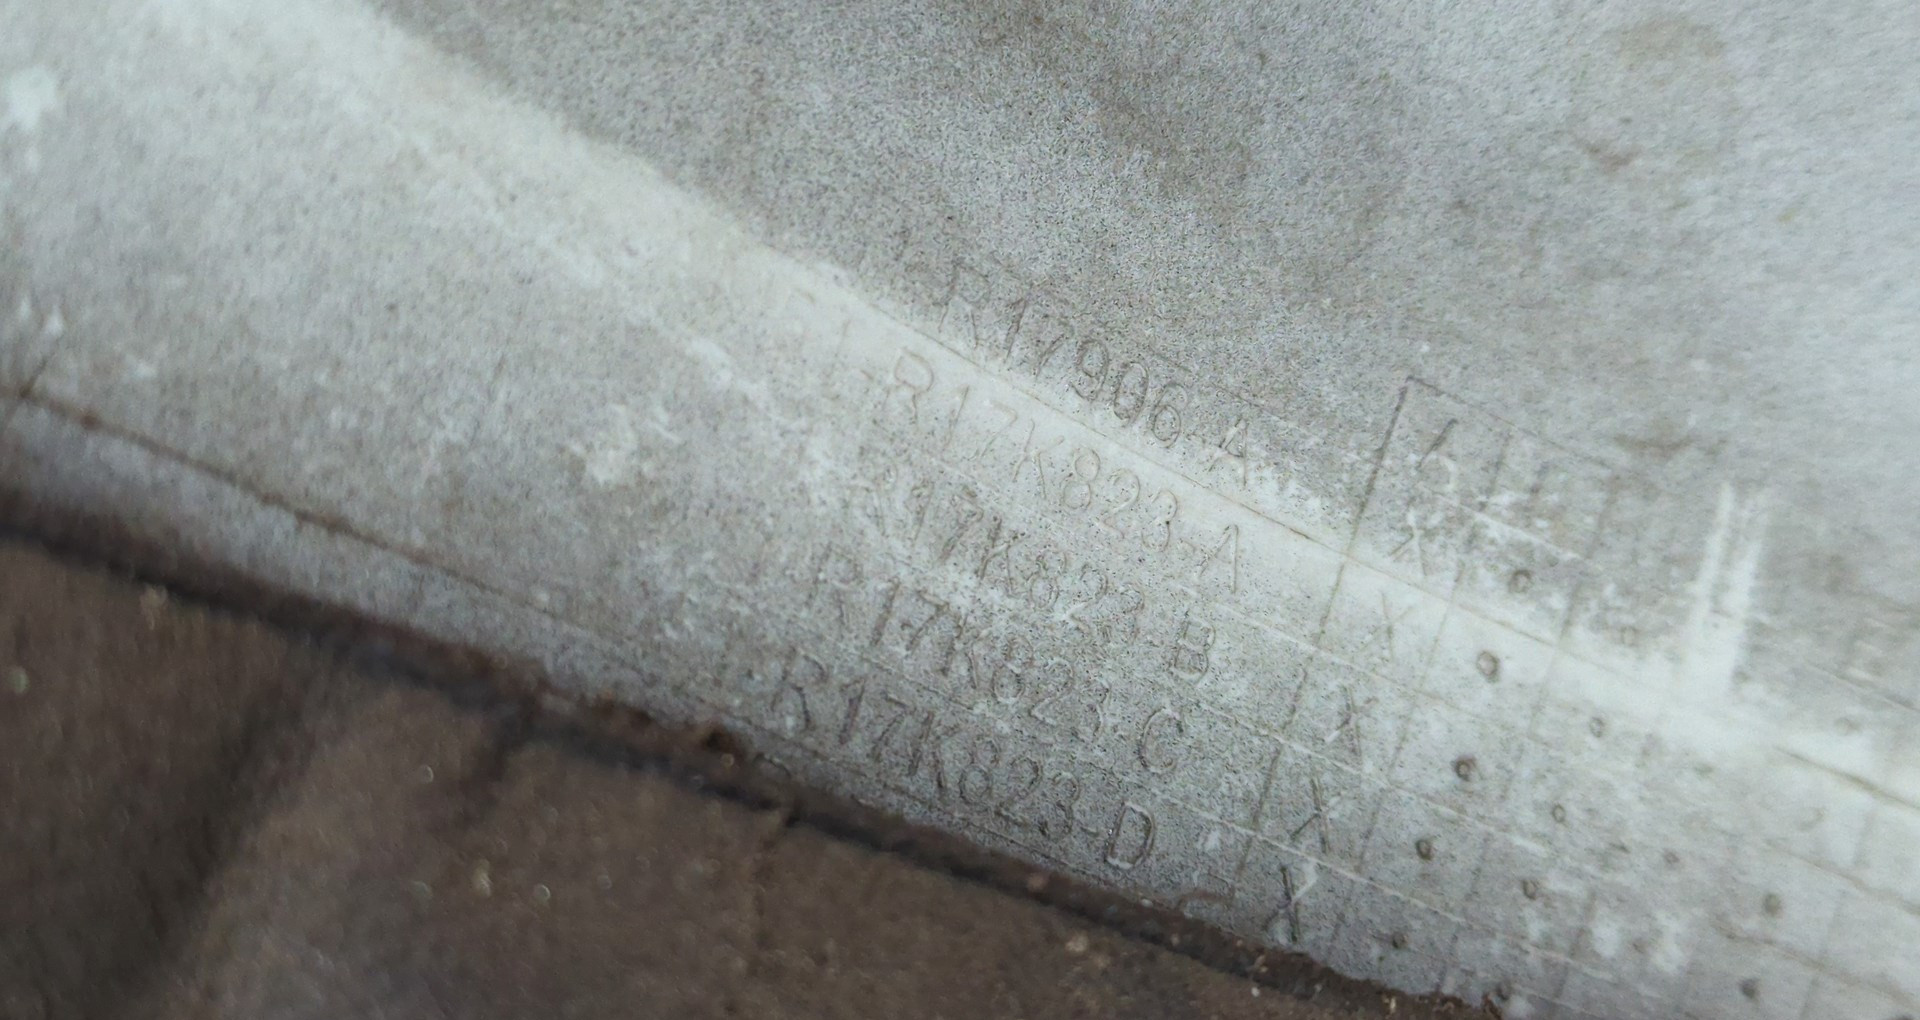 -R17906-A
-R17K823-A X
R17K823-B X
R17K823-C X
R17K823-D X